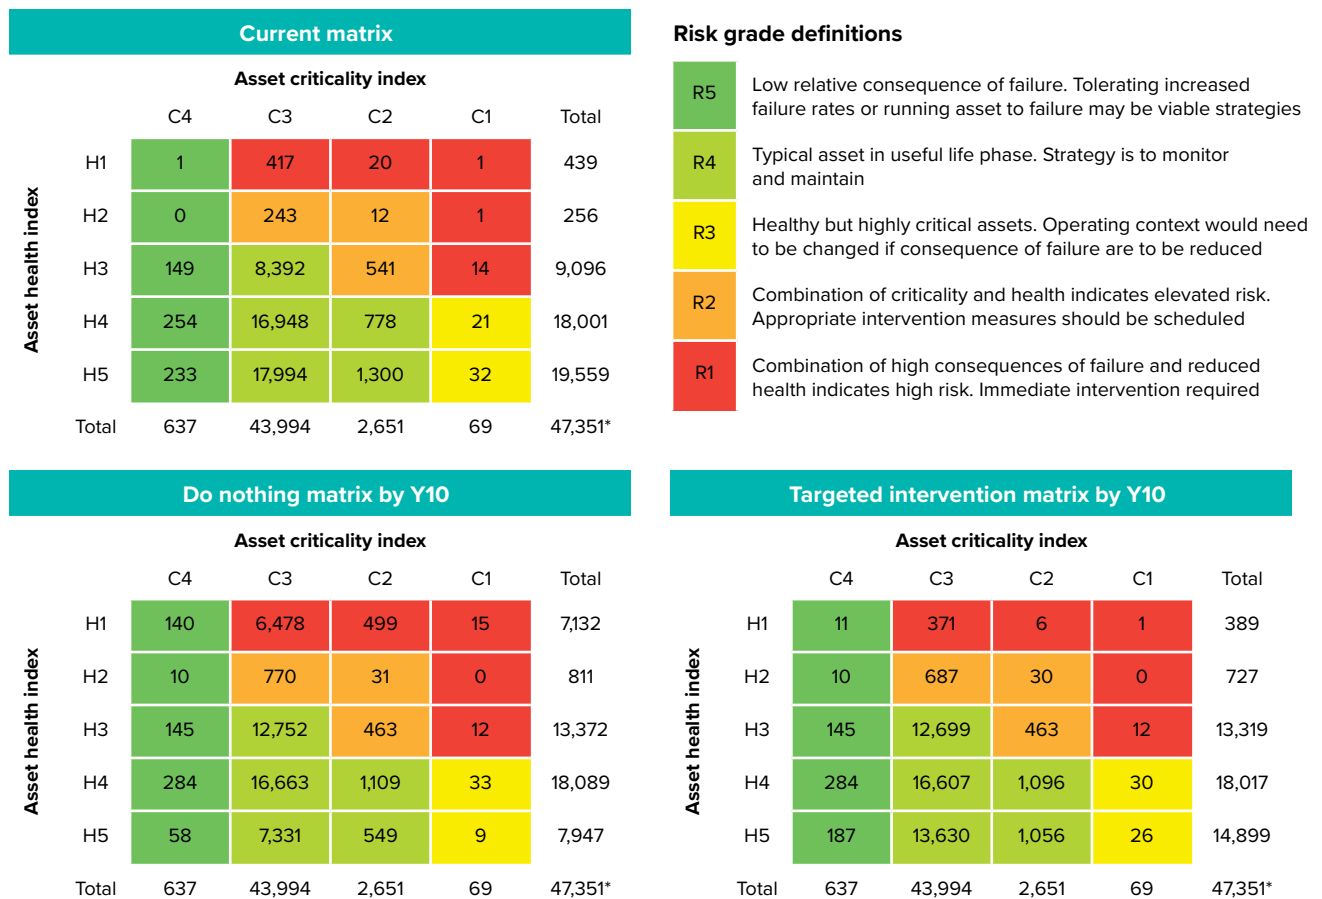 Current matrix
Asset criticality index
C4 C3 C2 C1 Total
Asset health index
H1 1 417 20 1 439
H2 0 243 12 1 256
H3 149 8,392 541 14 9,096
H4 254 16,948 778 21 18,001
H5 233 17,994 1,300 32 19,559
Total 637 43,994 2,651 69 47,351*
Risk grade definitions
R5 Low relative consequence of failure. Tolerating increased
failure rates or running asset to failure may be viable strategies
R4 Typical asset in useful life phase. Strategy is to monitor
and maintain
R3 Healthy but highly critical assets. Operating context would need
to be changed if consequence of failure are to be reduced
R2 Combination of criticality and health indicates elevated risk.
Appropriate intervention measures should be scheduled
R1 Combination of high consequences of failure and reduced
health indicates high risk. Immediate intervention required
Do nothing matrix by Y10
Asset criticality index
C4 C3 C2 C1 Total
Asset health index
H1 140 6,478 499 15 7,132
H2 10 770 31 0 811
H3 145 12,752 463 12 13,372
H4 284 16,663 1,109 33 18,089
H5 58 7,331 549 9 7,947
Total 637 43,994 2,651 69 47,351*
Targeted intervention matrix by Y10
Asset criticality index
C4 C3 C2 C1 Total
Asset health index
H1 11 371 6 1 389
H2 10 687 30 0 727
H3 145 12,699 463 12 13,319
H4 284 16,607 1,096 30 18,017
H5 187 13,630 1,056 26 14,899
Total 637 43,994 2,651 69 47,351*